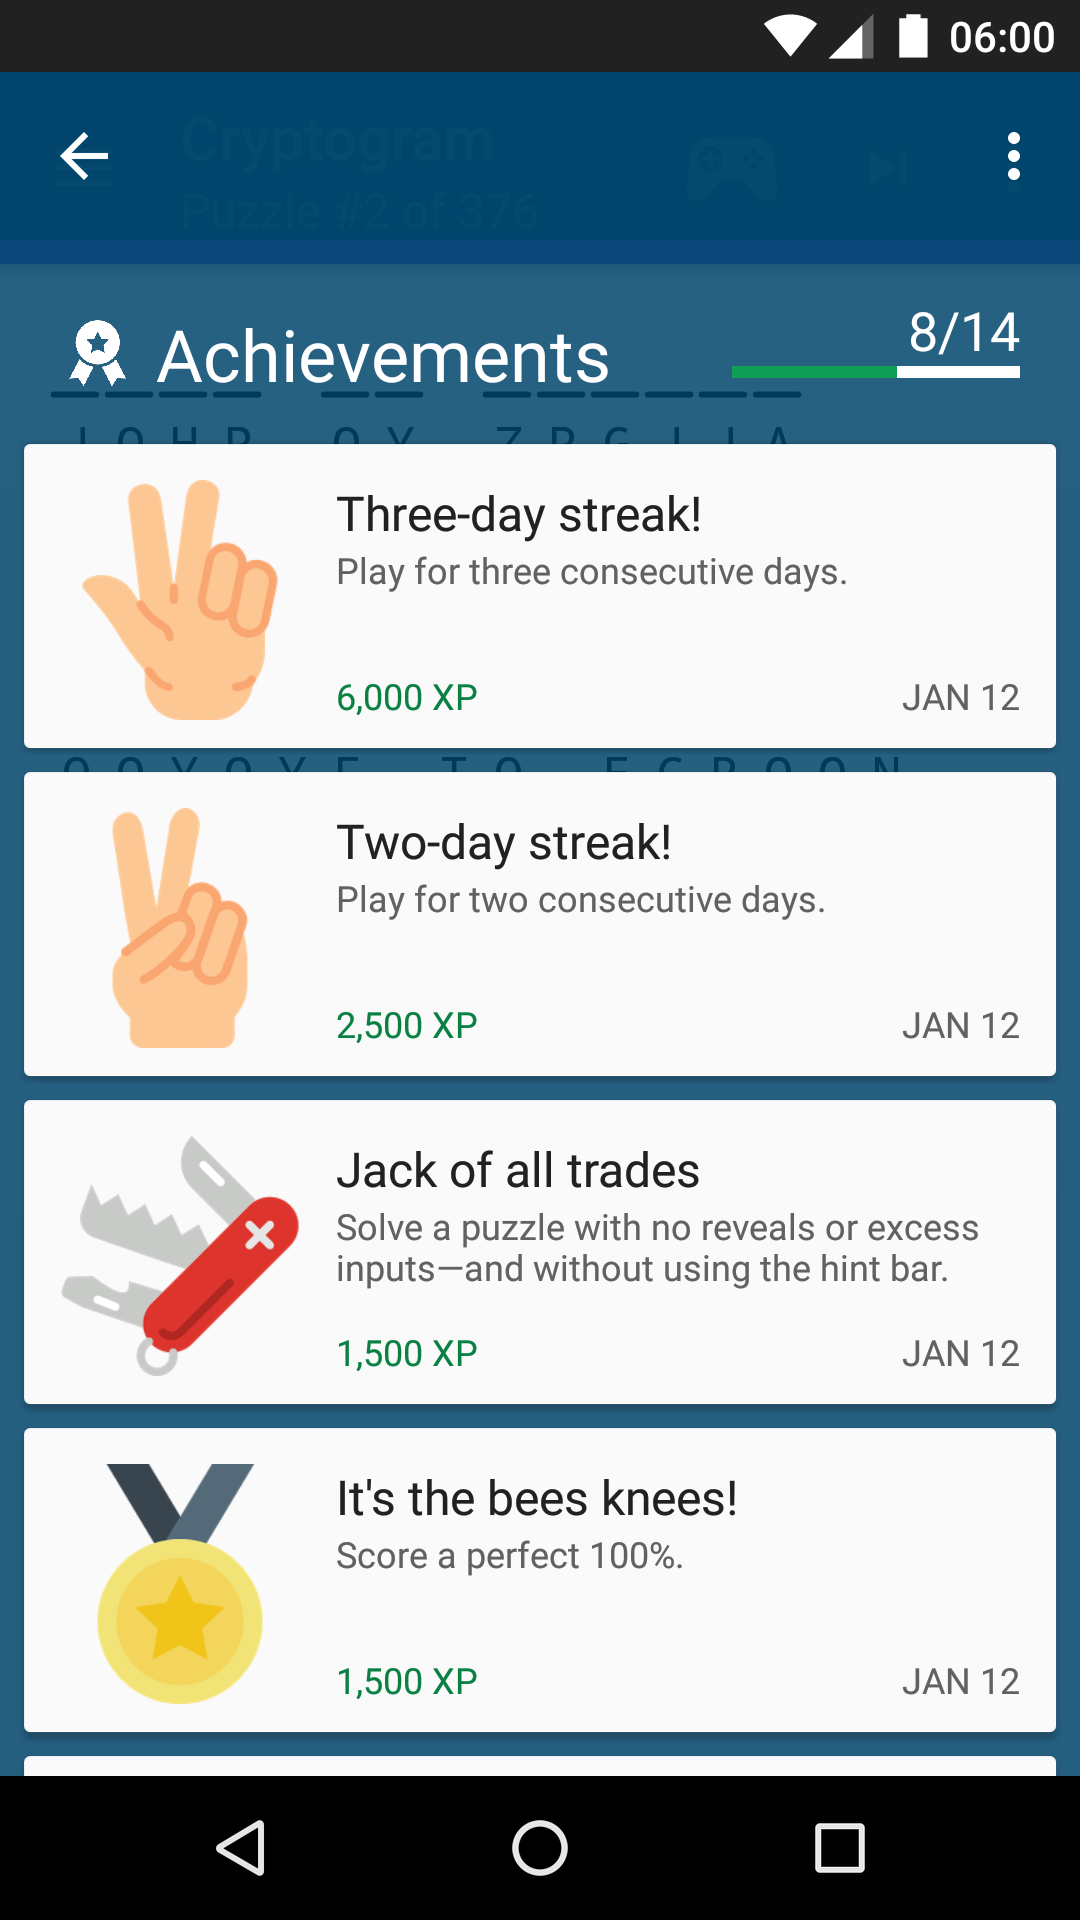 06:00
Cryptogram
Puzzle #2 of 376
Achievements
8/14
Three-day streak!
Play for three consecutive days.
6,000 XP
JAN 12
Two-day streak!
Play for two consecutive days.
2,500 XP
JAN 12
Jack of all trades
Solve a puzzle with no reveals or excess
inputs—and without using the hint bar.
1,500 XP
JAN 12
It's the bees knees!
Score a perfect 100%.
1,500 XP
JAN 12